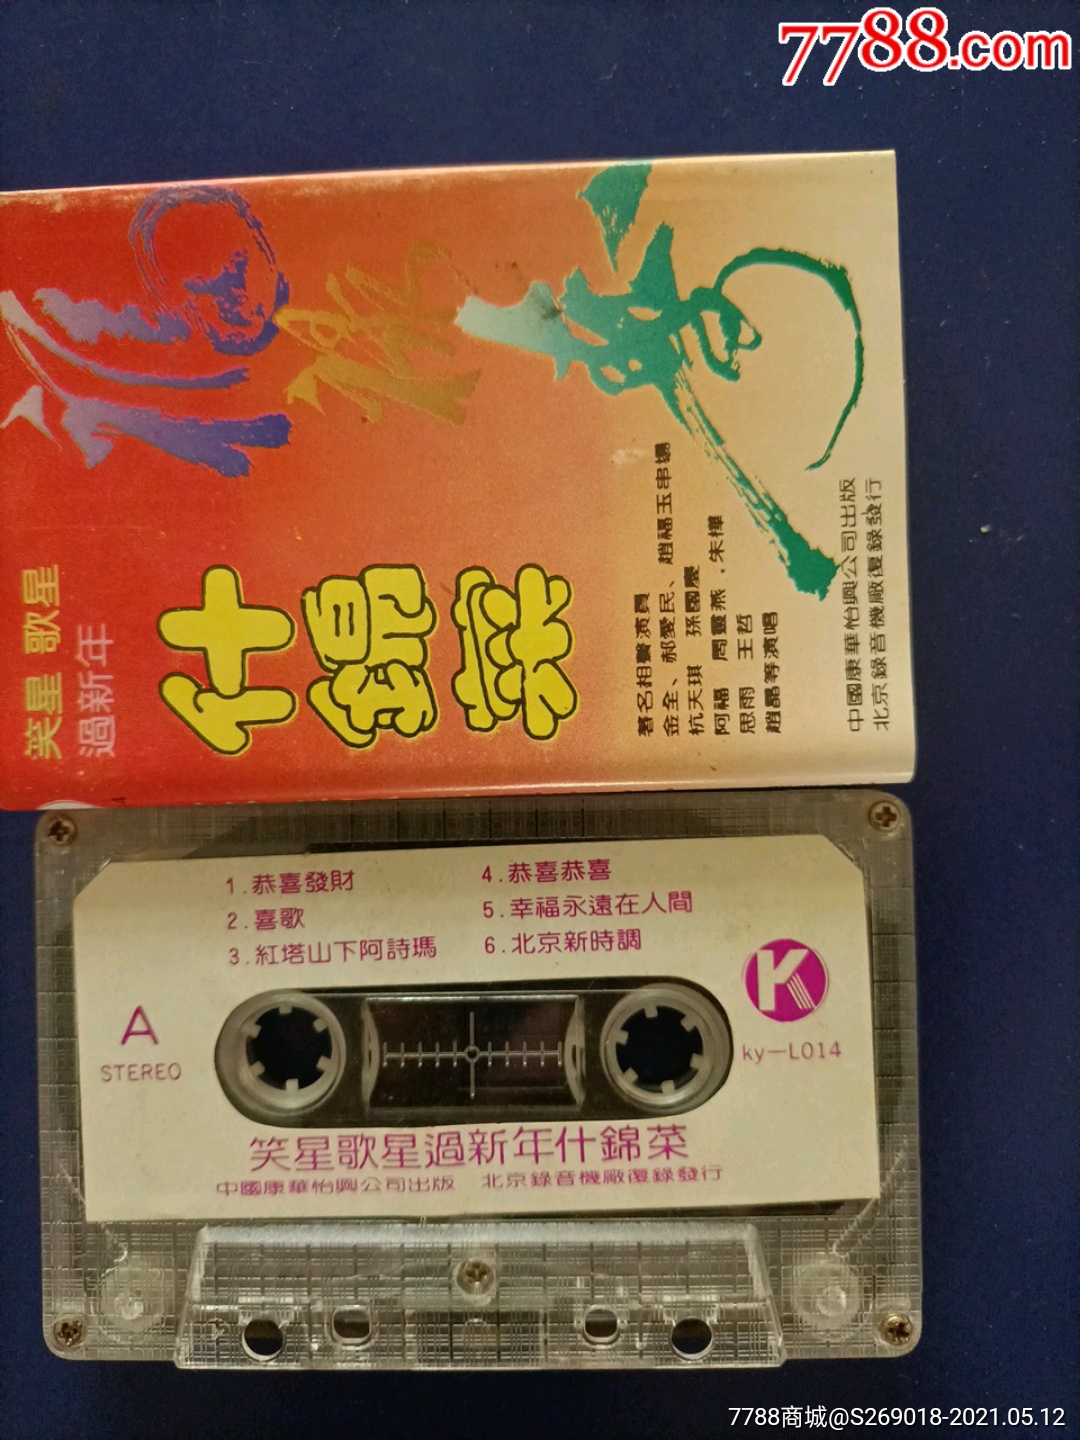 7788.com
笑星 歌星
過新年
什錦菜
著名相聲演員
金全、郝愛民、趙福玉串場
杭天琪 孫國慶
阿福 周靈燕 .朱樺
思雨 王哲
趙晶等演唱
中國康華怡興公司出版
北京錄音機廠復錄發行
1.恭喜發財
2.喜歌
3.紅塔山下阿詩瑪
4.恭喜恭喜
5.幸福永遠在人間
6.北京新時調
A
STEREO
K
ky—L014
笑星歌星過新年什錦菜
中國康華怡興公司出版 北京錄音機廠復錄發行
7788商城@S269018-2021.05.12